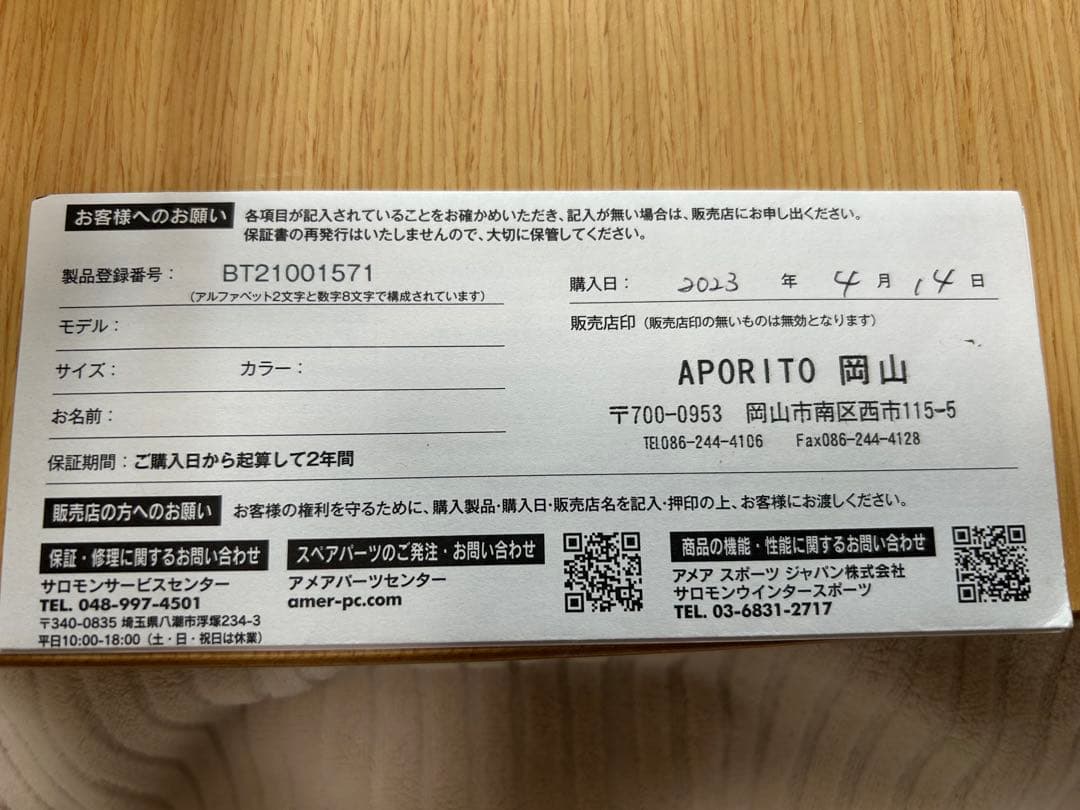 お客様へのお願い 各項目が記入されていることをお確かめいただき、記入が無い場合は、販売店にお申し出ください。
保証書の再発行はいたしませんので、大切に保管してください。
製品登録番号： BT21001571
（アルファベット2文字と数字8文字で構成されています）
購入日： 2023 年 4 月 14 日
モデル：
販売店印（販売店印の無いものは無効となります）
サイズ： カラー：
APORITO 岡山
お名前：
〒700-0953 岡山市南区西市115-5
TEL086-244-4106 Fax086-244-4128
保証期間：ご購入日から起算して2年間
販売店の方へのお願い お客様の権利を守るために、購入製品・購入日・販売店名を記入・押印の上、お客様にお渡しください。
保証・修理に関するお問い合わせ
サロモンサービスセンター
TEL. 048-997-4501
〒340-0835 埼玉県八潮市浮塚234-3
平日10:00-18:00（土・日・祝日は休業）
スペアパーツのご発注・お問い合わせ
アメアパーツセンター
amer-pc.com
商品の機能・性能に関するお問い合わせ
アメア スポーツ ジャパン株式会社
サロモンウインタースポーツ
TEL. 03-6831-2717